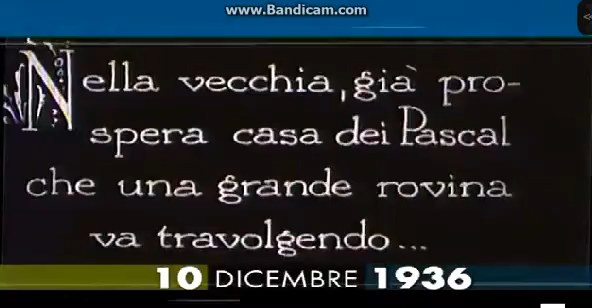 www.Bandicam.com
Nella vecchia, già pro-
spera casa dei Pascal
che una grande rovina
va travolgendo...
10 DICEMBRE 1936